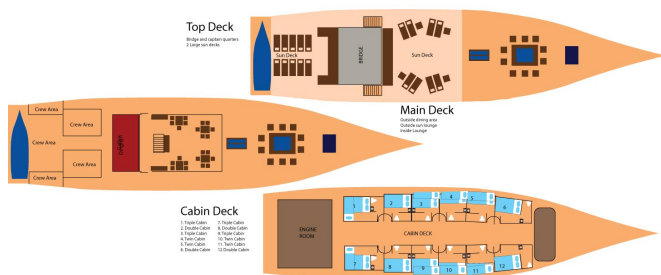 Top Deck
Bridge and captain quarters
2 Large sun decks
Sun Deck
BRIDGE
Sun Deck
Main Deck
Outside dining area
Outside sun lounge
Inside Lounge
Crew Area
Crew Area
Crew Area
Crew Area
Crew Area
Cabin Deck
1. Triple Cabin
2. Double Cabin
3. Triple Cabin
4. Twin Cabin
5. Twin Cabin
6. Double Cabin
7. Triple Cabin
8. Double Cabin
9. Triple Cabin
10. Twin Cabin
11. Twin Cabin
12 Double Cabin
ENGINE
ROOM
CABIN DECK
1
2
3
4
5
6
7
8
9
10
11
12